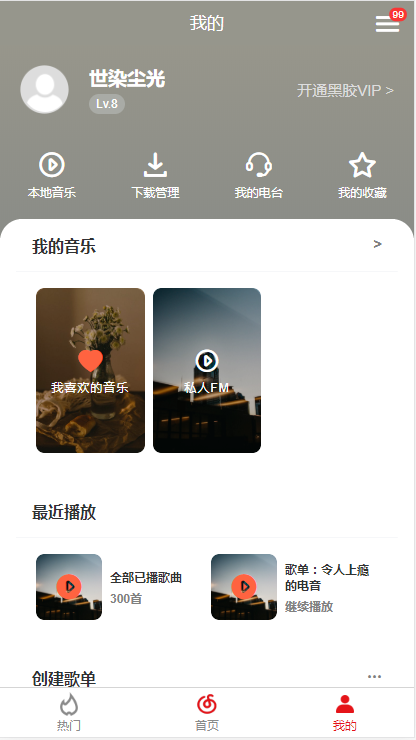 我的
99
世染尘光
Lv.8
开通黑胶VIP >
本地音乐
下载管理
我的电台
我的收藏
我的音乐
>
我喜欢的音乐
私人FM
最近播放
全部已播歌曲
300首
歌单：令人上瘾
的电音
继续播放
创建歌单
热门
首页
我的